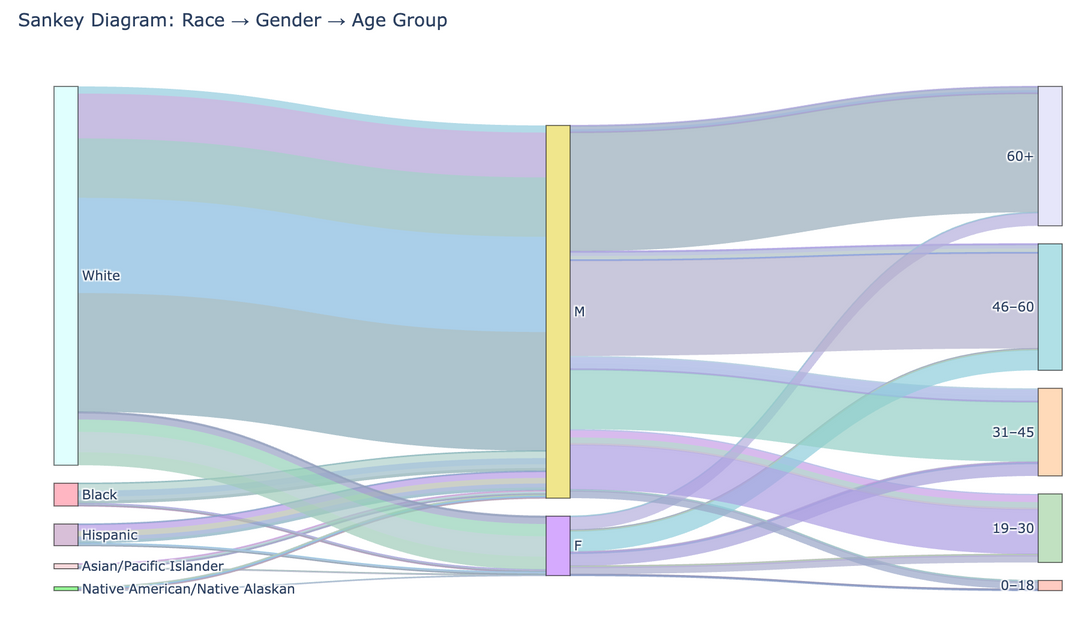 Sankey Diagram: Race → Gender → Age Group
White
Black
Hispanic
Asian/Pacific Islander
Native American/Native Alaskan
M
F
60+
46–60
31–45
19–30
0–18